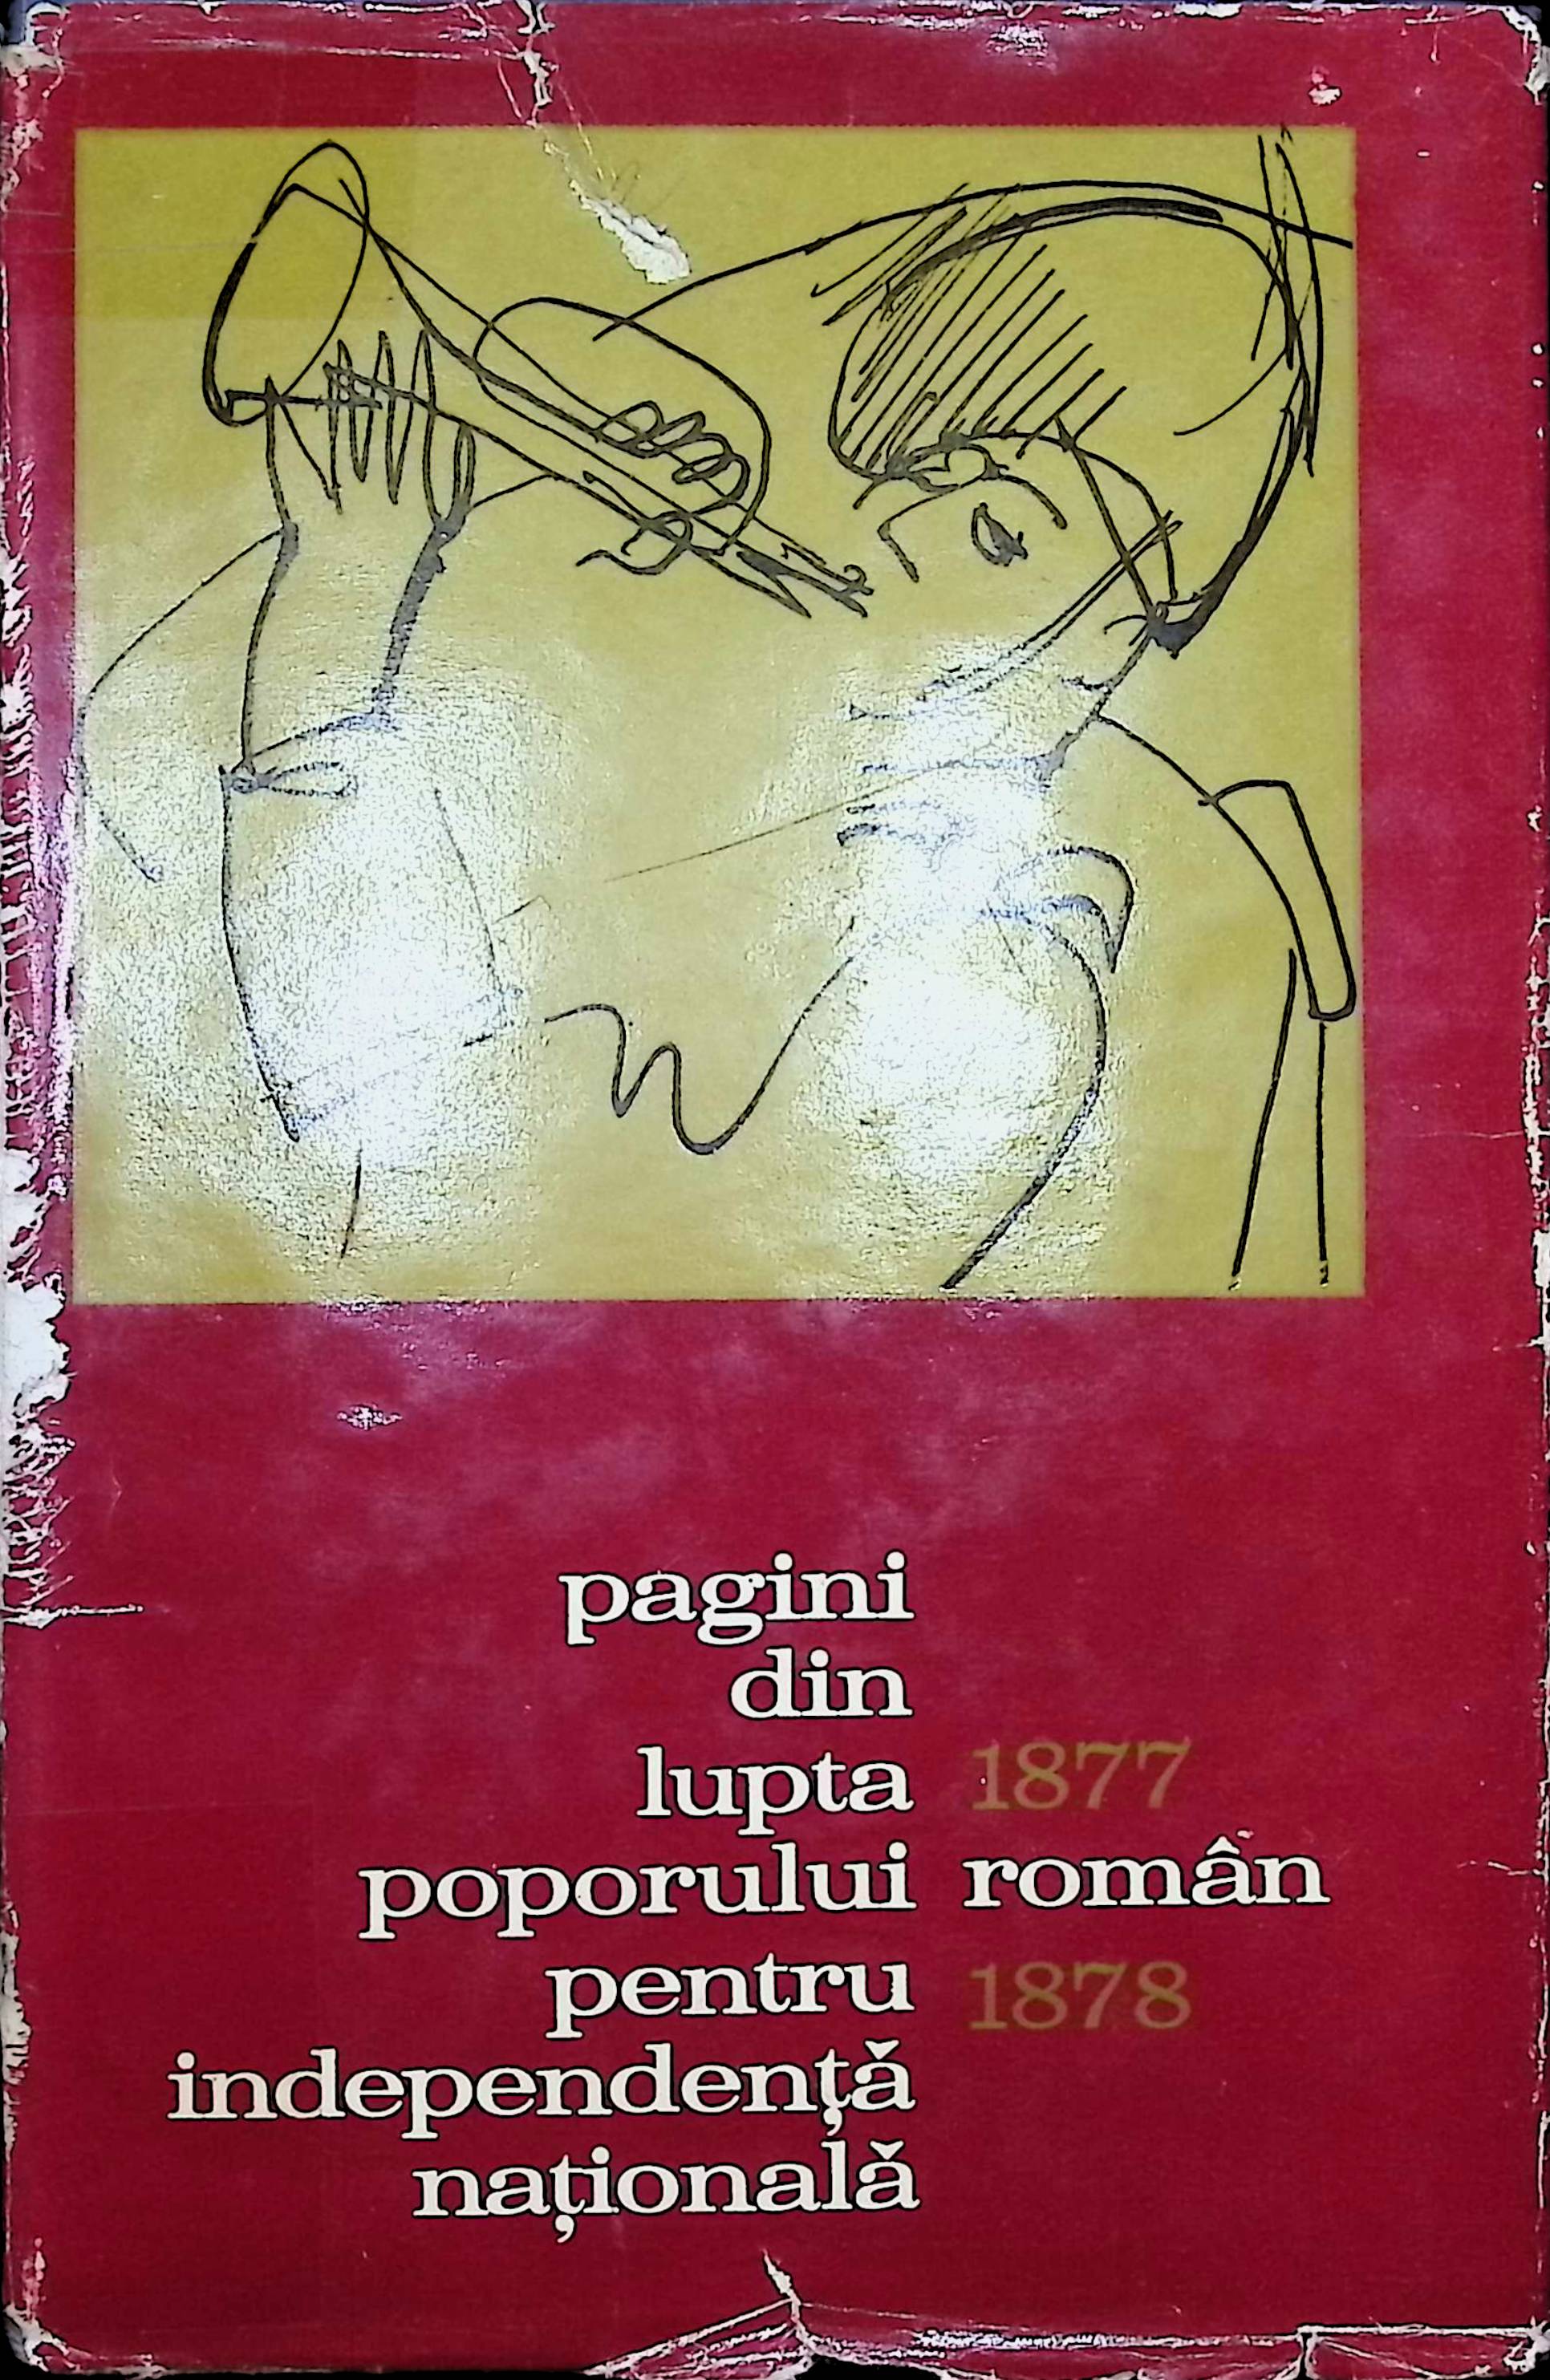 pagini
din
lupta 1877
poporului român
pentru 1878
independență
națională